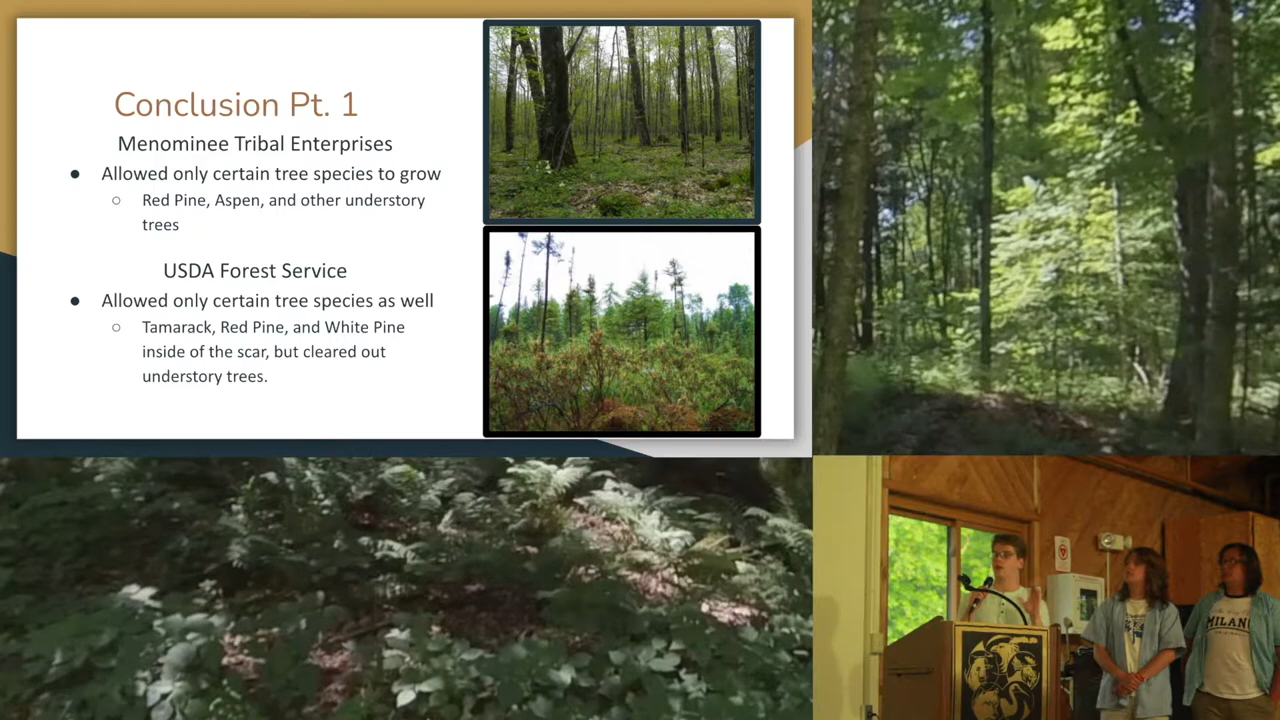 Conclusion Pt. 1
Menominee Tribal Enterprises
● Allowed only certain tree species to grow
○ Red Pine, Aspen, and other understory
trees
USDA Forest Service
● Allowed only certain tree species as well
○ Tamarack, Red Pine, and White Pine
inside of the scar, but cleared out
understory trees.
MILAN